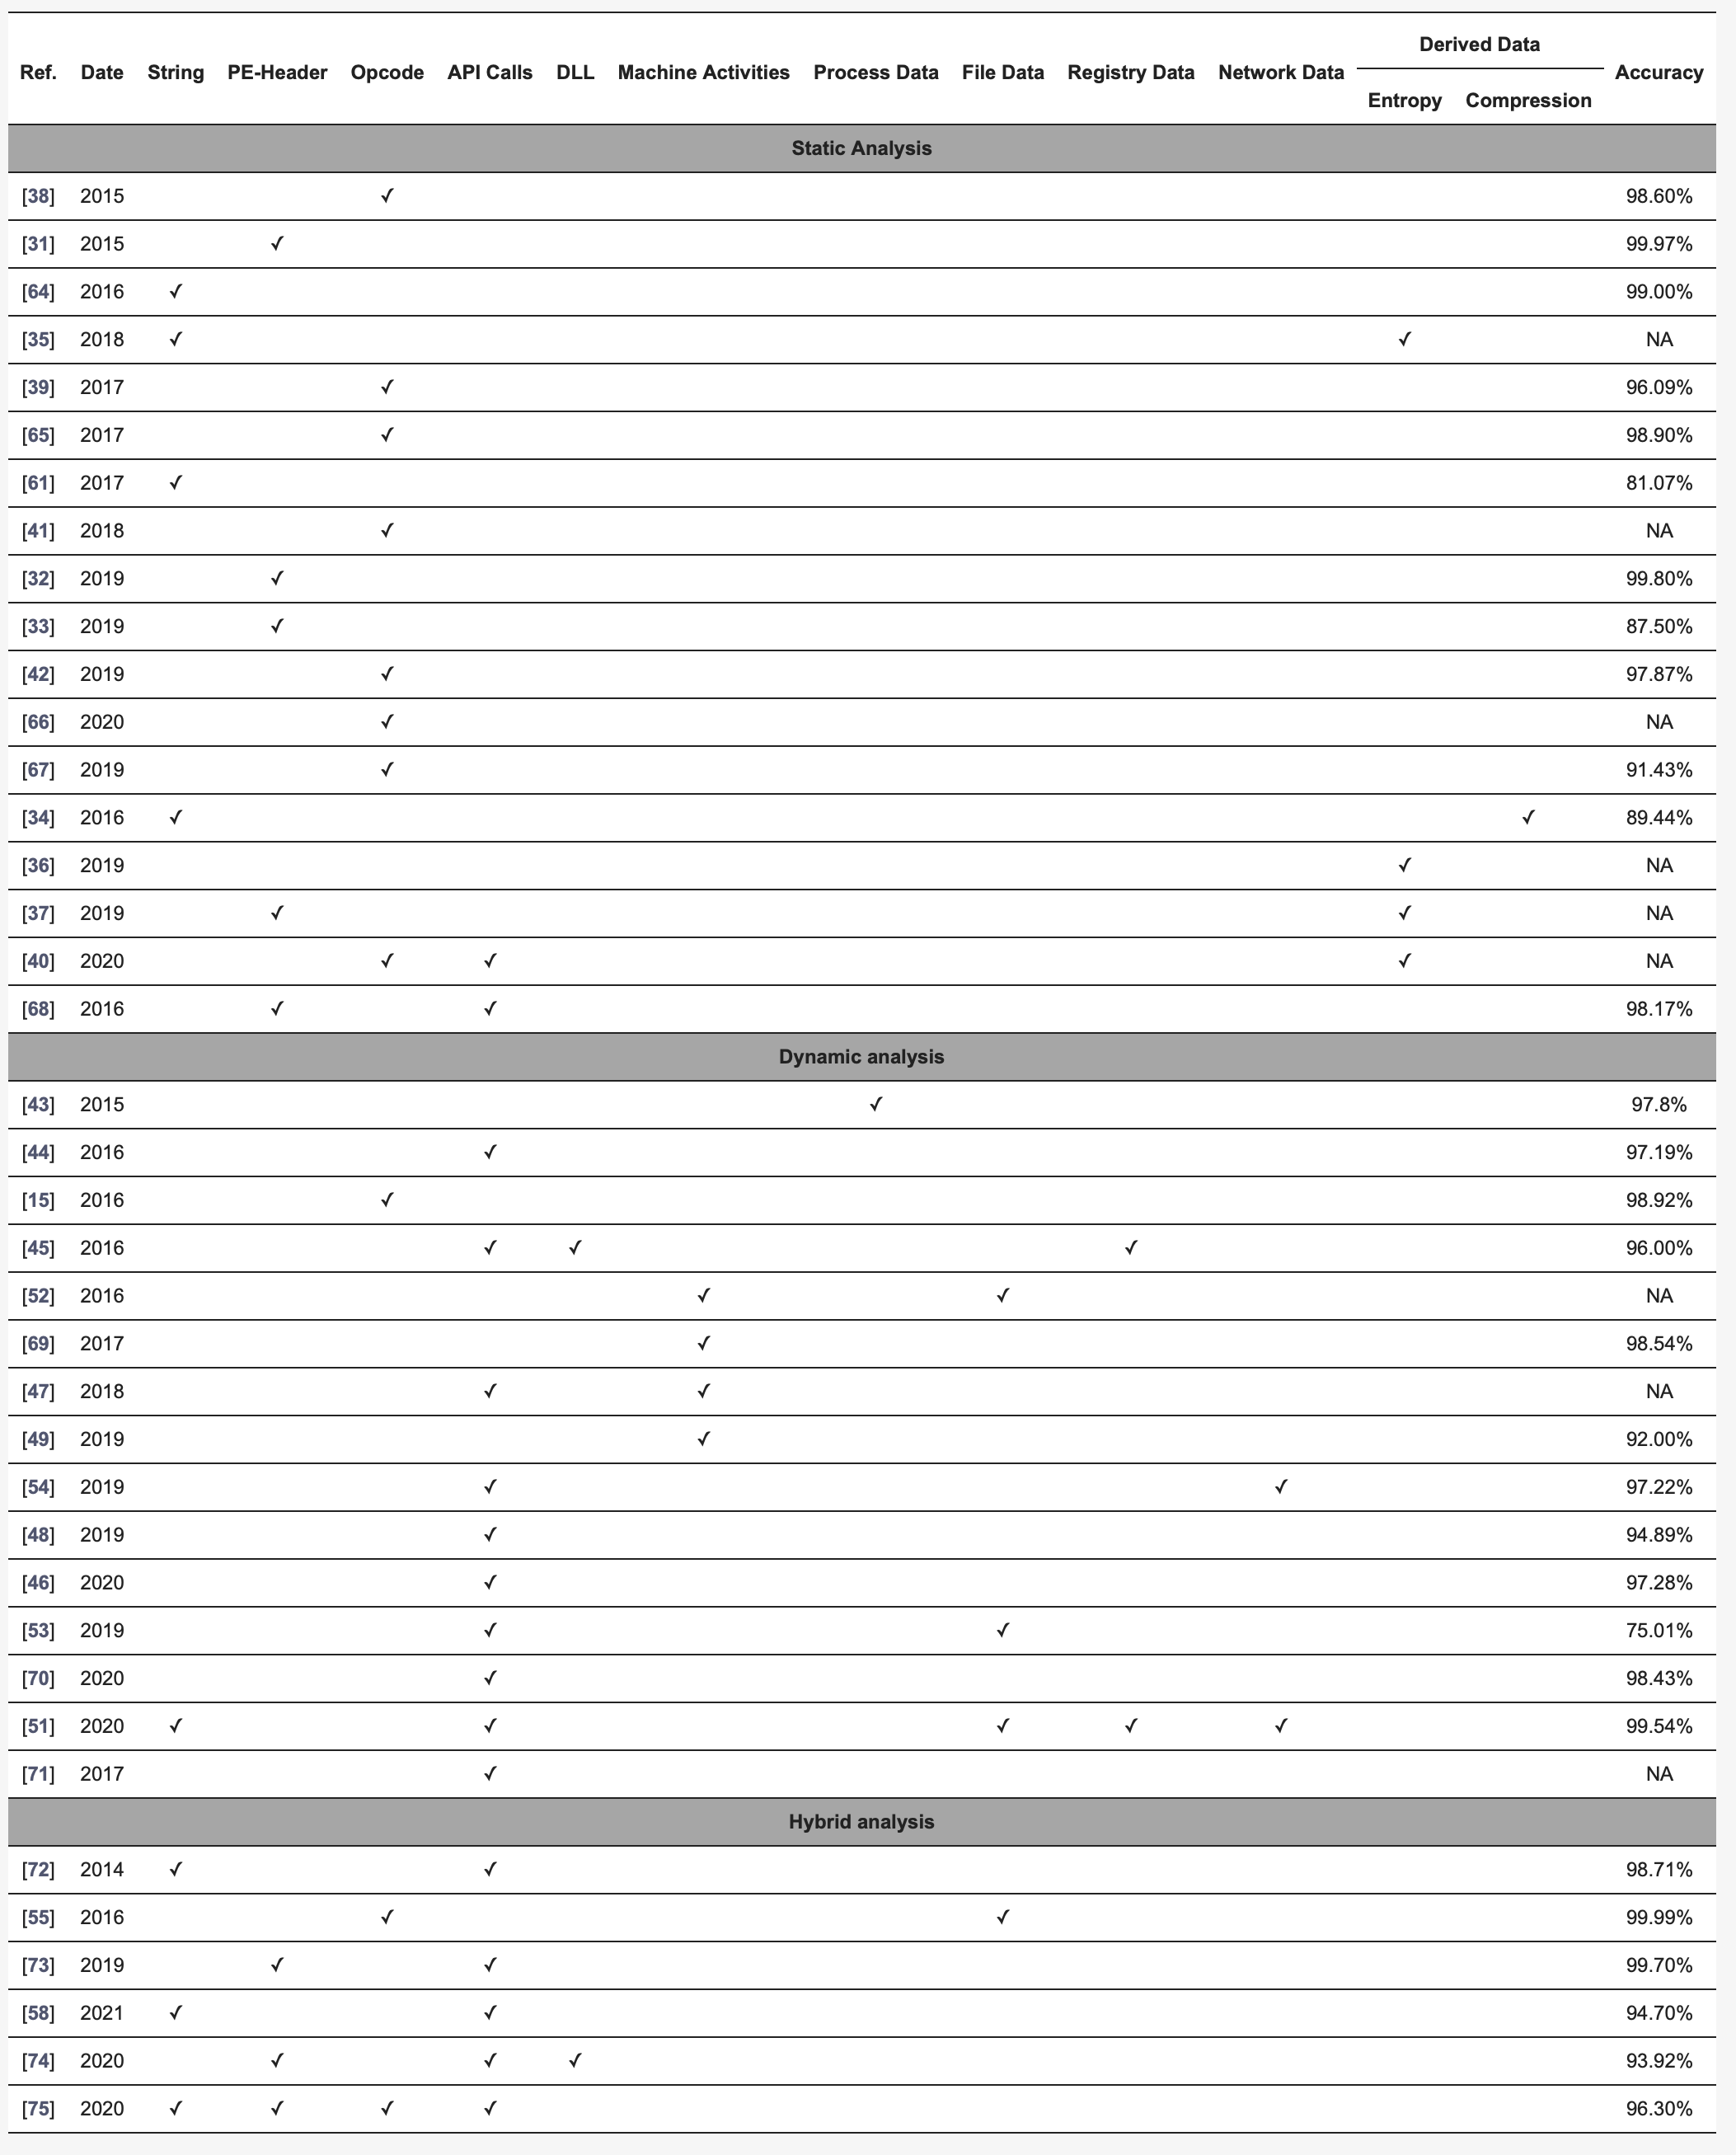 Derived Data
Ref. Date String PE-Header Opcode API Calls DLL Machine Activities Process Data File Data Registry Data Network Data Accuracy
Entropy Compression
Static Analysis
[38] 2015 ✓ 98.60%
[31] 2015 ✓ 99.97%
[64] 2016 ✓ 99.00%
[35] 2018 ✓ ✓ NA
[39] 2017 ✓ 96.09%
[65] 2017 ✓ 98.90%
[61] 2017 ✓ 81.07%
[41] 2018 ✓ NA
[32] 2019 ✓ 99.80%
[33] 2019 ✓ 87.50%
[42] 2019 ✓ 97.87%
[66] 2020 ✓ NA
[67] 2019 ✓ 91.43%
[34] 2016 ✓ ✓ 89.44%
[36] 2019 ✓ NA
[37] 2019 ✓ ✓ NA
[40] 2020 ✓ ✓ ✓ NA
[68] 2016 ✓ ✓ 98.17%
Dynamic analysis
[43] 2015 ✓ 97.8%
[44] 2016 ✓ 97.19%
[15] 2016 ✓ 98.92%
[45] 2016 ✓ ✓ ✓ 96.00%
[52] 2016 ✓ ✓ NA
[69] 2017 ✓ 98.54%
[47] 2018 ✓ ✓ NA
[49] 2019 ✓ 92.00%
[54] 2019 ✓ ✓ 97.22%
[48] 2019 ✓ 94.89%
[46] 2020 ✓ 97.28%
[53] 2019 ✓ ✓ 75.01%
[70] 2020 ✓ 98.43%
[51] 2020 ✓ ✓ ✓ ✓ ✓ 99.54%
[71] 2017 ✓ NA
Hybrid analysis
[72] 2014 ✓ ✓ 98.71%
[55] 2016 ✓ ✓ 99.99%
[73] 2019 ✓ ✓ 99.70%
[58] 2021 ✓ ✓ 94.70%
[74] 2020 ✓ ✓ ✓ 93.92%
[75] 2020 ✓ ✓ ✓ ✓ 96.30%